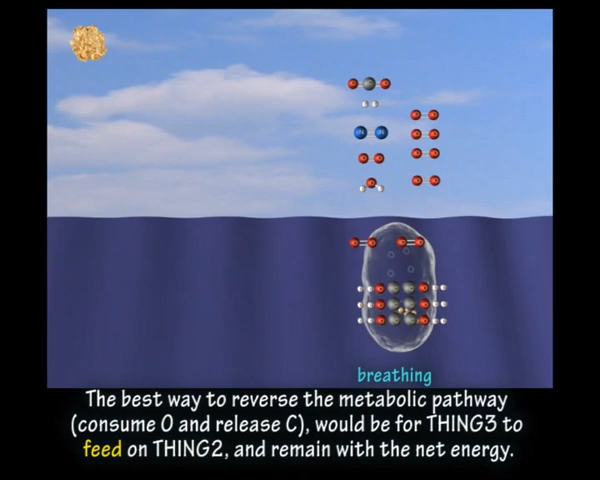 breathing
The best way to reverse the metabolic pathway
(consume O and release C), would be for THING3 to
feed on THING2, and remain with the net energy.